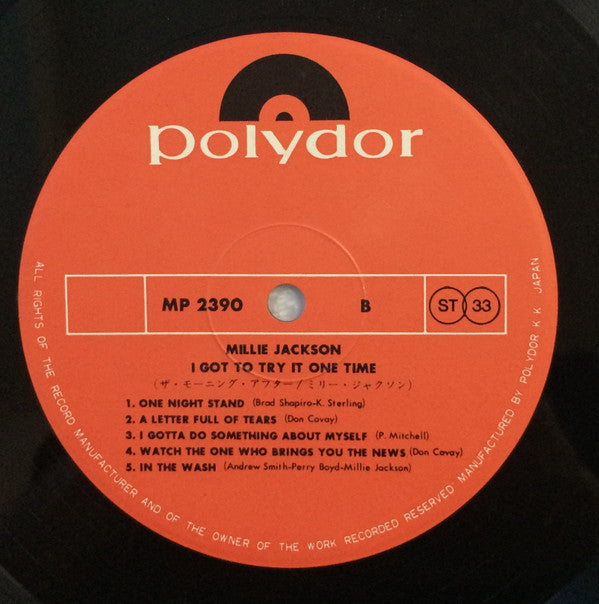 polydor
MP 2390 B ST 33
MILLIE JACKSON
I GOT TO TRY IT ONE TIME
(ザ・モーニング・アフター/ミリー・ジャクソン)
1. ONE NIGHT STAND (Brad Shapiro-K. Sterling)
2. A LETTER FULL OF TEARS (Don Covay)
3. I GOTTA DO SOMETHING ABOUT MYSELF (P. Mitchell)
4. WATCH THE ONE WHO BRINGS YOU THE NEWS (Don Covay)
5. IN THE WASH (Andrew Smith-Perry Boyd-Millie Jackson)
ALL RIGHTS OF THE RECORD MANUFACTURER AND OF THE OWNER OF THE WORK RECORDED RESERVED MANUFACTURED BY POLYDOR K K JAPAN